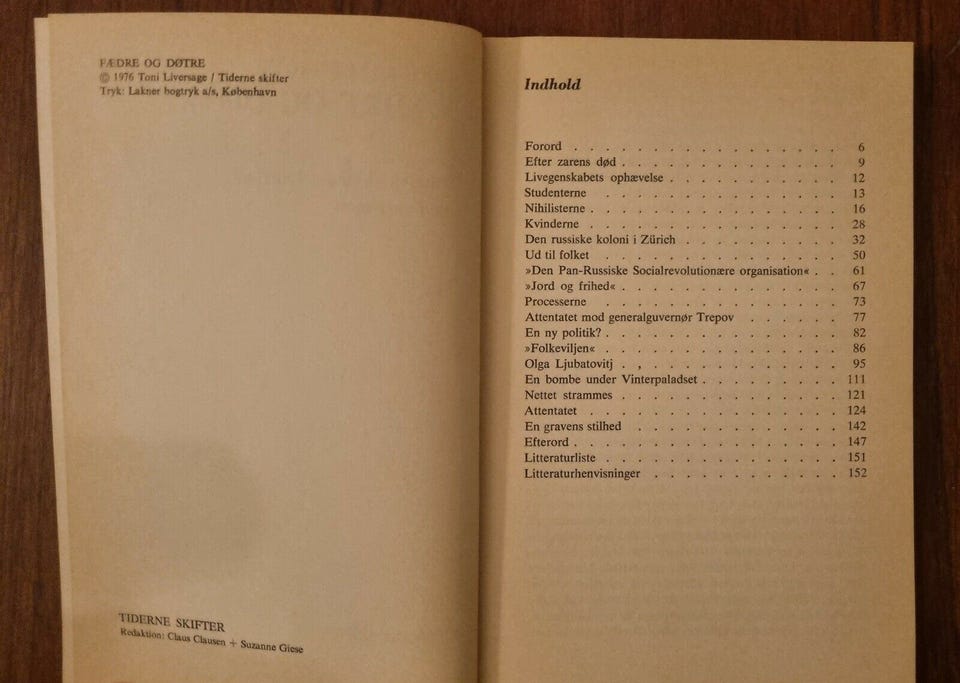 FÆDRE OG DØTRE
© 1976 Toni Liversage / Tiderne skifter
Tryk: Lakner bogtryk a/s, København
TIDERNE SKIFTER
Redaktion: Claus Clausen + Suzanne Giese
Indhold
Forord . . . . . . . . . . . . . . . . . 6
Efter zarens død . . . . . . . . . . . . . . 9
Livegenskabets ophævelse . . . . . . . . . . . 12
Studenterne . . . . . . . . . . . . . . . 13
Nihilisterne . . . . . . . . . . . . . . . . 16
Kvinderne . . . . . . . . . . . . . . . 28
Den russiske koloni i Zürich . . . . . . . . . . 32
Ud til folket . . . . . . . . . . . . . . . 50
»Den Pan-Russiske Socialrevolutionære organisation« . . 61
»Jord og frihed« . . . . . . . . . . . . . . 67
Processerne . . . . . . . . . . . . . . . 73
Attentatet mod generalguvernør Trepov . . . . . . 77
En ny politik? . . . . . . . . . . . . . . . 82
»Folkeviljen« . . . . . . . . . . . . . . . 86
Olga Ljubatovitj . , . . . . . . . . . . . . . 95
En bombe under Vinterpaladset . . . . . . . . . 111
Nettet strammes . . . . . . . . . . . . . . 121
Attentatet . . . . . . . . . . . . . . . . 124
En gravens stilhed . . . . . . . . . . . . . 142
Efterord . . . . . . . . . . . . . . . . . 147
Litteraturliste . . . . . . . . . . . . . . . 151
Litteraturhenvisninger . . . . . . . . . . . . 152